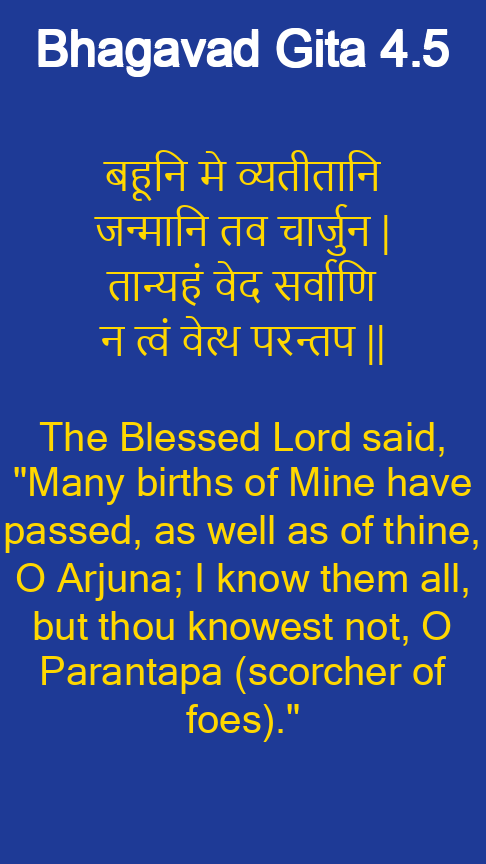 Bhagavad Gita 4.5
बहूनि मे व्यतीतानि
जन्मानि तव चार्जुन |
तान्यहं वेद सर्वाणि
न त्वं वेत्थ परन्तप ||
The Blessed Lord said,
"Many births of Mine have
passed, as well as of thine,
O Arjuna; I know them all,
but thou knowest not, O
Parantapa (scorcher of
foes)."